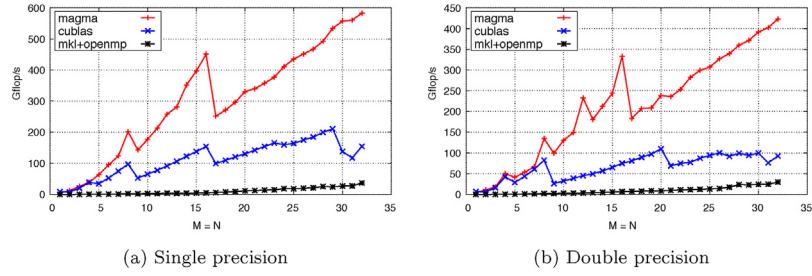 600
500
400
300
200
100
0
Gflop/s
magma
cublas
mkl+openmp
0 5 10 15 20 25 30 35
M = N
(a) Single precision
450
400
350
300
250
200
150
100
50
0
Gflop/s
magma
cublas
mkl+openmp
0 5 10 15 20 25 30 35
M = N
(b) Double precision